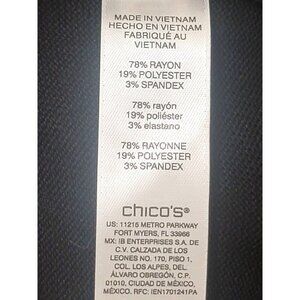 MADE IN VIETNAM
HECHO EN VIETNAM
FABRIQUÉ AU
VIETNAM
78% RAYON
19% POLYESTER
3% SPANDEX
78% rayón
19% poliéster
3% elastano
78% RAYONNE
19% POLYESTER
3% SPANDEX
chico's®
US: 11215 METRO PARKWAY
FORT MYERS, FL 33966
MX: IB ENTERPRISES S.A. DE
C.V. CALZADA DE LOS
LEONES NO. 170, PISO 1,
COL. LOS ALPES, DEL.
ÁLVARO OBREGÓN, C.P.
01010, CIUDAD DE MÉXICO,
MÉXICO. RFC: IEN1701241PA